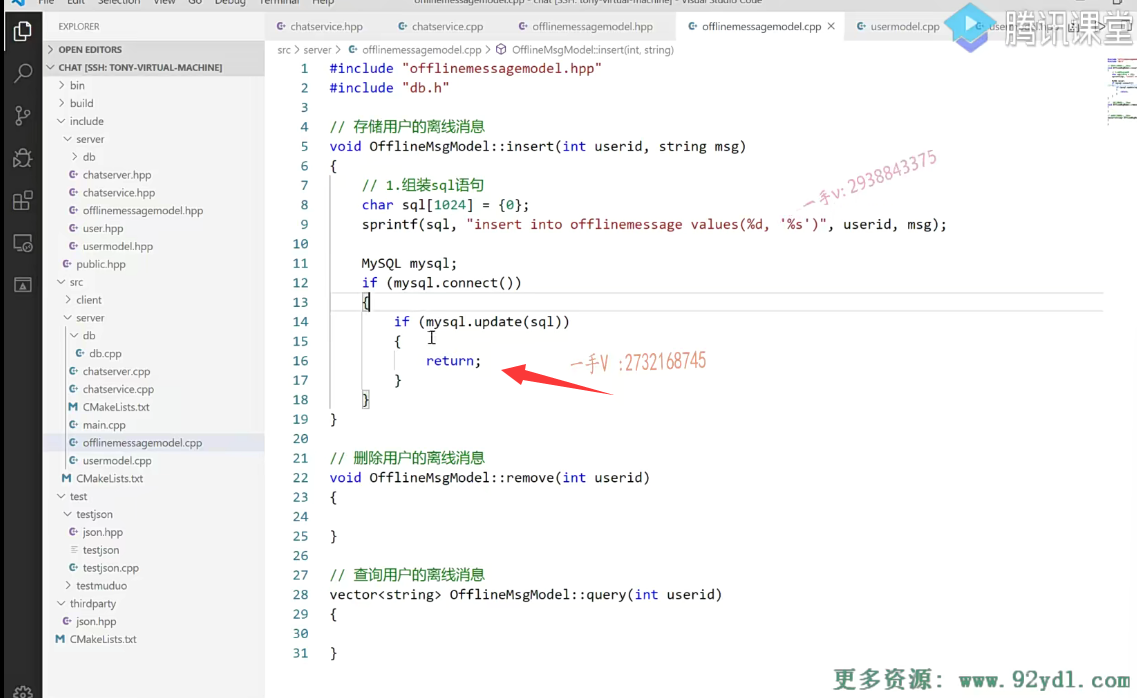 File Edit Selection View Go Debug Terminal Help offlinemessagemodel.cpp - Chat [SSH: tony-virtual-machine] - Visual Studio Code
腾讯课堂
EXPLORER
OPEN EDITORS
CHAT [SSH: TONY-VIRTUAL-MACHINE]
bin
build
include
server
db
chatserver.hpp
chatservice.hpp
offlinemessagemodel.hpp
user.hpp
usermodel.hpp
public.hpp
src
client
server
db
db.cpp
chatserver.cpp
chatservice.cpp
CMakeLists.txt
main.cpp
offlinemessagemodel.cpp
usermodel.cpp
CMakeLists.txt
test
testjson
json.hpp
testjson
testjson.cpp
testmuduo
thirdparty
json.hpp
CMakeLists.txt
chatservice.hpp chatservice.cpp offlinemessagemodel.hpp offlinemessagemodel.cpp usermodel.cpp
src > server > offlinemessagemodel.cpp > OfflineMsgModel::insert(int, string)
1 #include "offlinemessagemodel.hpp"
2 #include "db.h"
3
4 // 存储用户的离线消息
5 void OfflineMsgModel::insert(int userid, string msg)
6 {
7 // 1.组装sql语句
8 char sql[1024] = {0};
9 sprintf(sql, "insert into offlinemessage values(%d, '%s')", userid, msg);
10
11 MySQL mysql;
12 if (mysql.connect())
13 {
14 if (mysql.update(sql))
15 {
16 return;
17 }
18 }
19 }
20
21 // 删除用户的离线消息
22 void OfflineMsgModel::remove(int userid)
23 {
24
25 }
26
27 // 查询用户的离线消息
28 vector<string> OfflineMsgModel::query(int userid)
29 {
30
31 }
一手v: 2938843375
一手V :2732168745
更多资源: www.92ydl.com